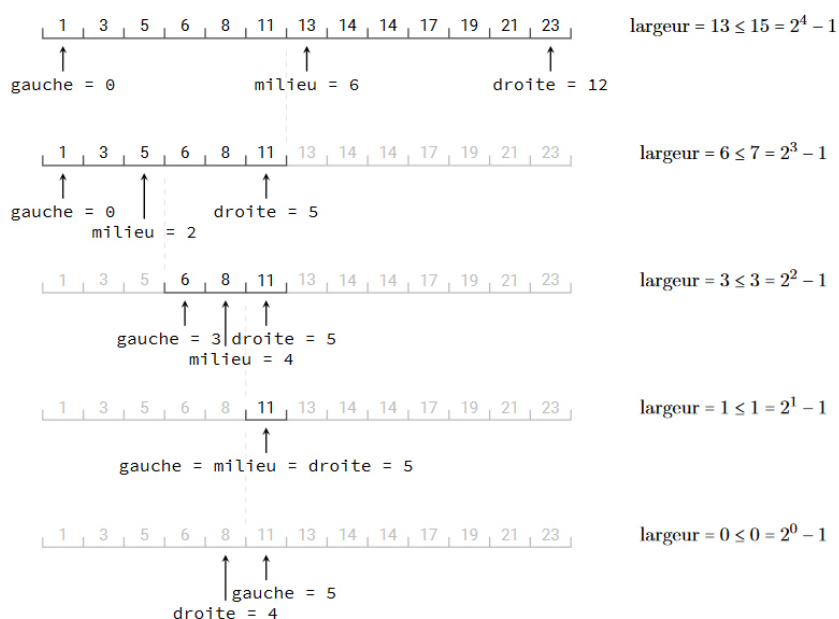 1 3 5 6 8 11 13 14 14 17 19 21 23 largeur = 13 ≤ 15 = 2⁴ − 1
gauche = 0 milieu = 6 droite = 12
1 3 5 6 8 11 13 14 14 17 19 21 23 largeur = 6 ≤ 7 = 2³ − 1
gauche = 0 droite = 5
milieu = 2
1 3 5 6 8 11 13 14 14 17 19 21 23 largeur = 3 ≤ 3 = 2² − 1
gauche = 3 droite = 5
milieu = 4
1 3 5 6 8 11 13 14 14 17 19 21 23 largeur = 1 ≤ 1 = 2¹ − 1
gauche = milieu = droite = 5
1 3 5 6 8 11 13 14 14 17 19 21 23 largeur = 0 ≤ 0 = 2⁰ − 1
gauche = 5
droite = 4